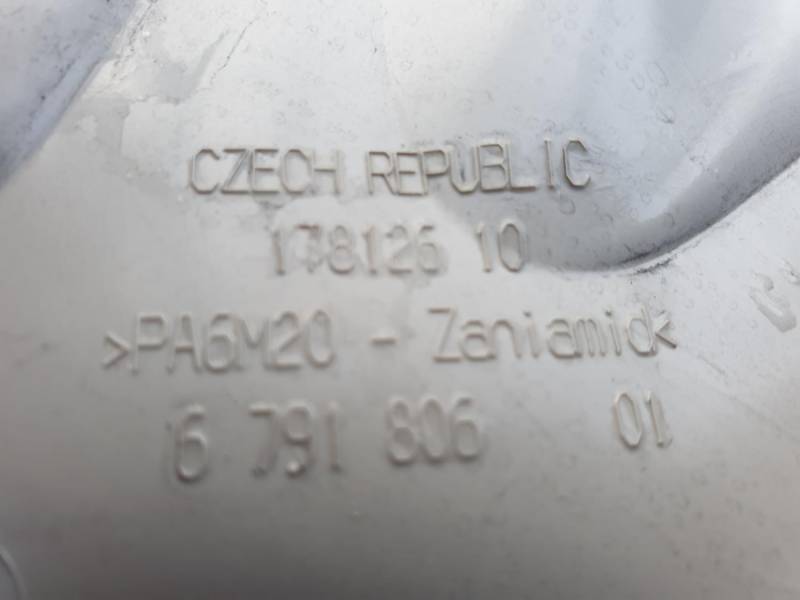 CZECH REPUBLIC
178126 10
>PA6M20 - Zaniamid<
6 791 806 01